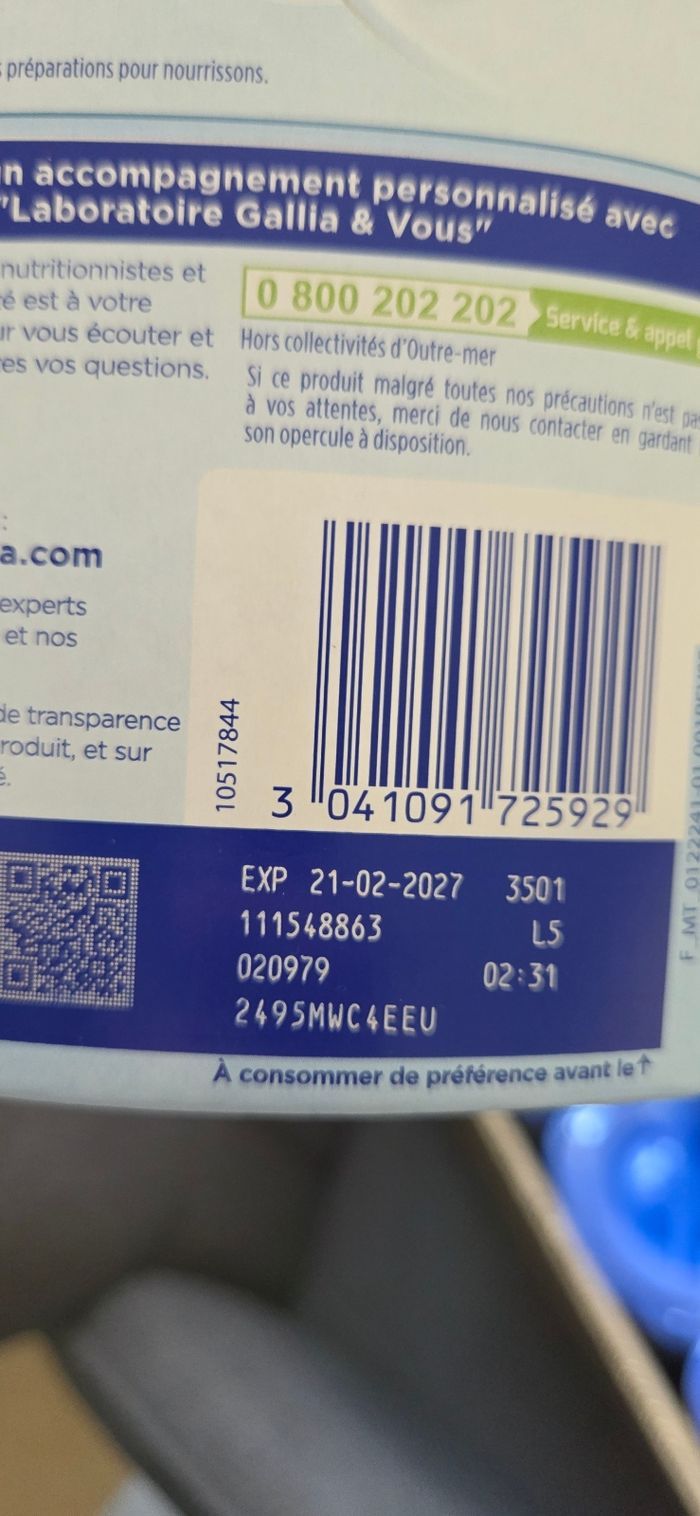 préparations pour nourrissons.
n accompagnement personnalisé avec
"Laboratoire Gallia & Vous"
nutritionnistes et
é est à votre
ur vous écouter et
es vos questions.
0 800 202 202 Service & appel
Hors collectivités d'Outre-mer
Si ce produit malgré toutes nos précautions n'est pas
à vos attentes, merci de nous contacter en gardant
son opercule à disposition.
:
a.com
experts
et nos
de transparence
roduit, et sur
é.
10517844
3 041091 725929
EXP 21-02-2027 3501
111548863 L5
020979 02:31
2495MWC4EEU
À consommer de préférence avant le↑